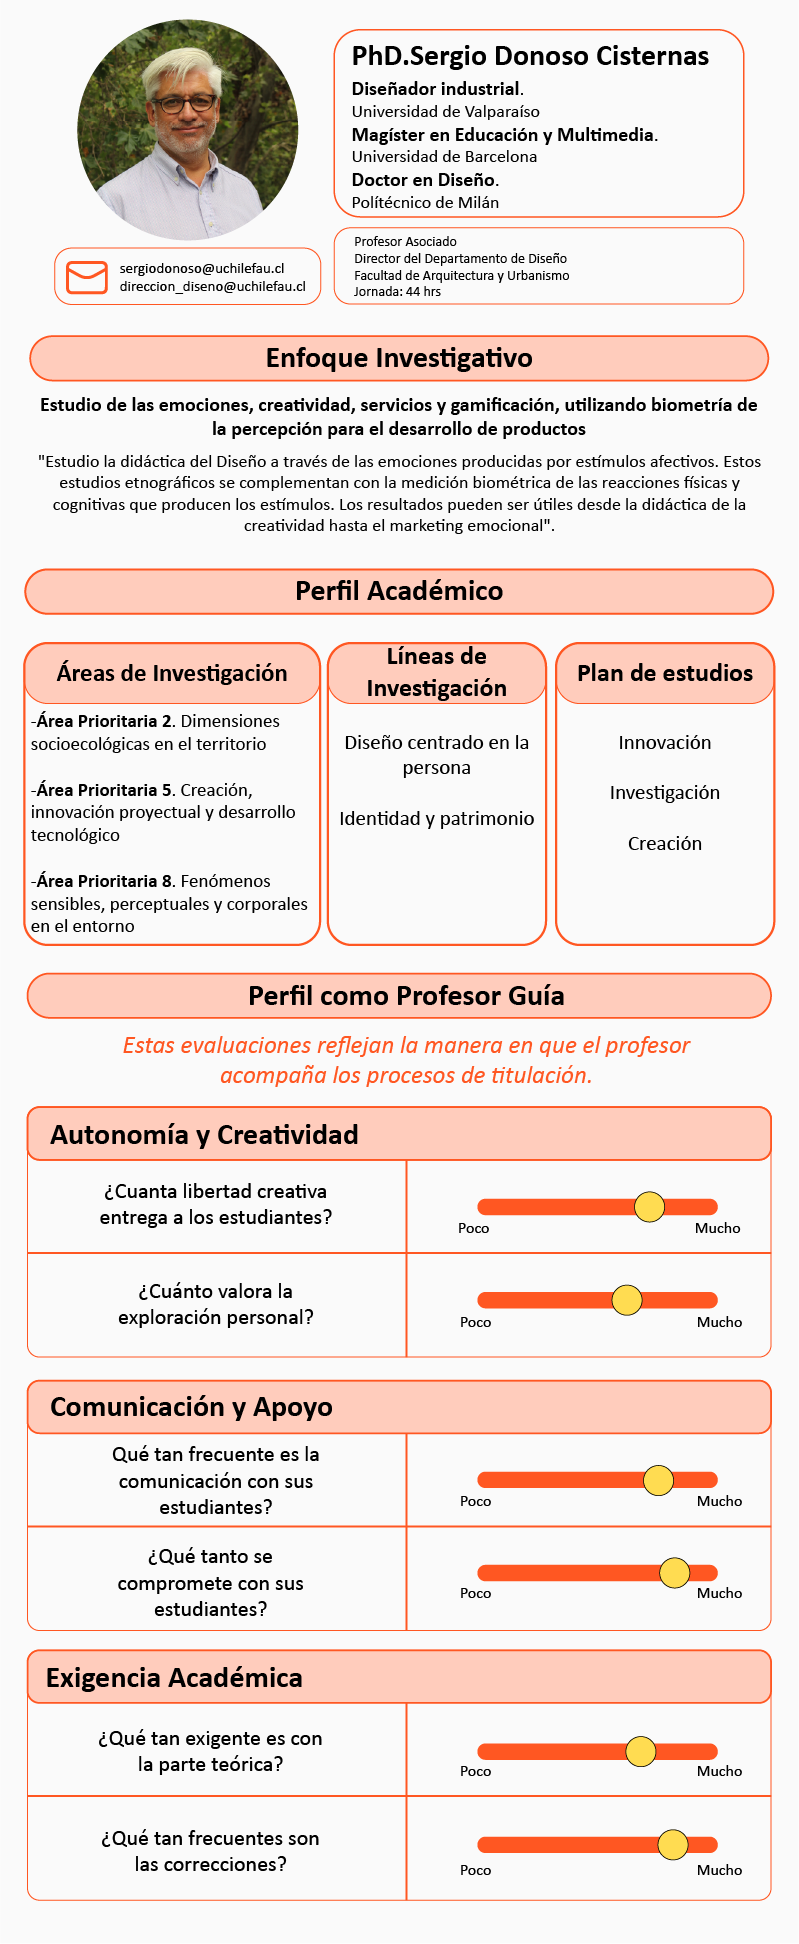 PhD.Sergio Donoso Cisternas
Diseñador industrial.
Universidad de Valparaíso
Magíster en Educación y Multimedia.
Universidad de Barcelona
Doctor en Diseño.
Polítécnico de Milán
sergiodonoso@uchilefau.cl
direccion_diseno@uchilefau.cl
Profesor Asociado
Director del Departamento de Diseño
Facultad de Arquitectura y Urbanismo
Jornada: 44 hrs
Enfoque Investigativo
Estudio de las emociones, creatividad, servicios y gamificación, utilizando biometría de
la percepción para el desarrollo de productos
"Estudio la didáctica del Diseño a través de las emociones producidas por estímulos afectivos. Estos
estudios etnográficos se complementan con la medición biométrica de las reacciones físicas y
cognitivas que producen los estímulos. Los resultados pueden ser útiles desde la didáctica de la
creatividad hasta el marketing emocional".
Perfil Académico
Áreas de Investigación
-Área Prioritaria 2. Dimensiones
socioecológicas en el territorio
-Área Prioritaria 5. Creación,
innovación proyectual y desarrollo
tecnológico
-Área Prioritaria 8. Fenómenos
sensibles, perceptuales y corporales
en el entorno
Líneas de
Investigación
Diseño centrado en la
persona
Identidad y patrimonio
Plan de estudios
Innovación
Investigación
Creación
Perfil como Profesor Guía
Estas evaluaciones reflejan la manera en que el profesor
acompaña los procesos de titulación.
Autonomía y Creatividad
¿Cuanta libertad creativa
entrega a los estudiantes?
Poco Mucho
¿Cuánto valora la
exploración personal?
Poco Mucho
Comunicación y Apoyo
Qué tan frecuente es la
comunicación con sus
estudiantes?
Poco Mucho
¿Qué tanto se
compromete con sus
estudiantes?
Poco Mucho
Exigencia Académica
¿Qué tan exigente es con
la parte teórica?
Poco Mucho
¿Qué tan frecuentes son
las correcciones?
Poco Mucho